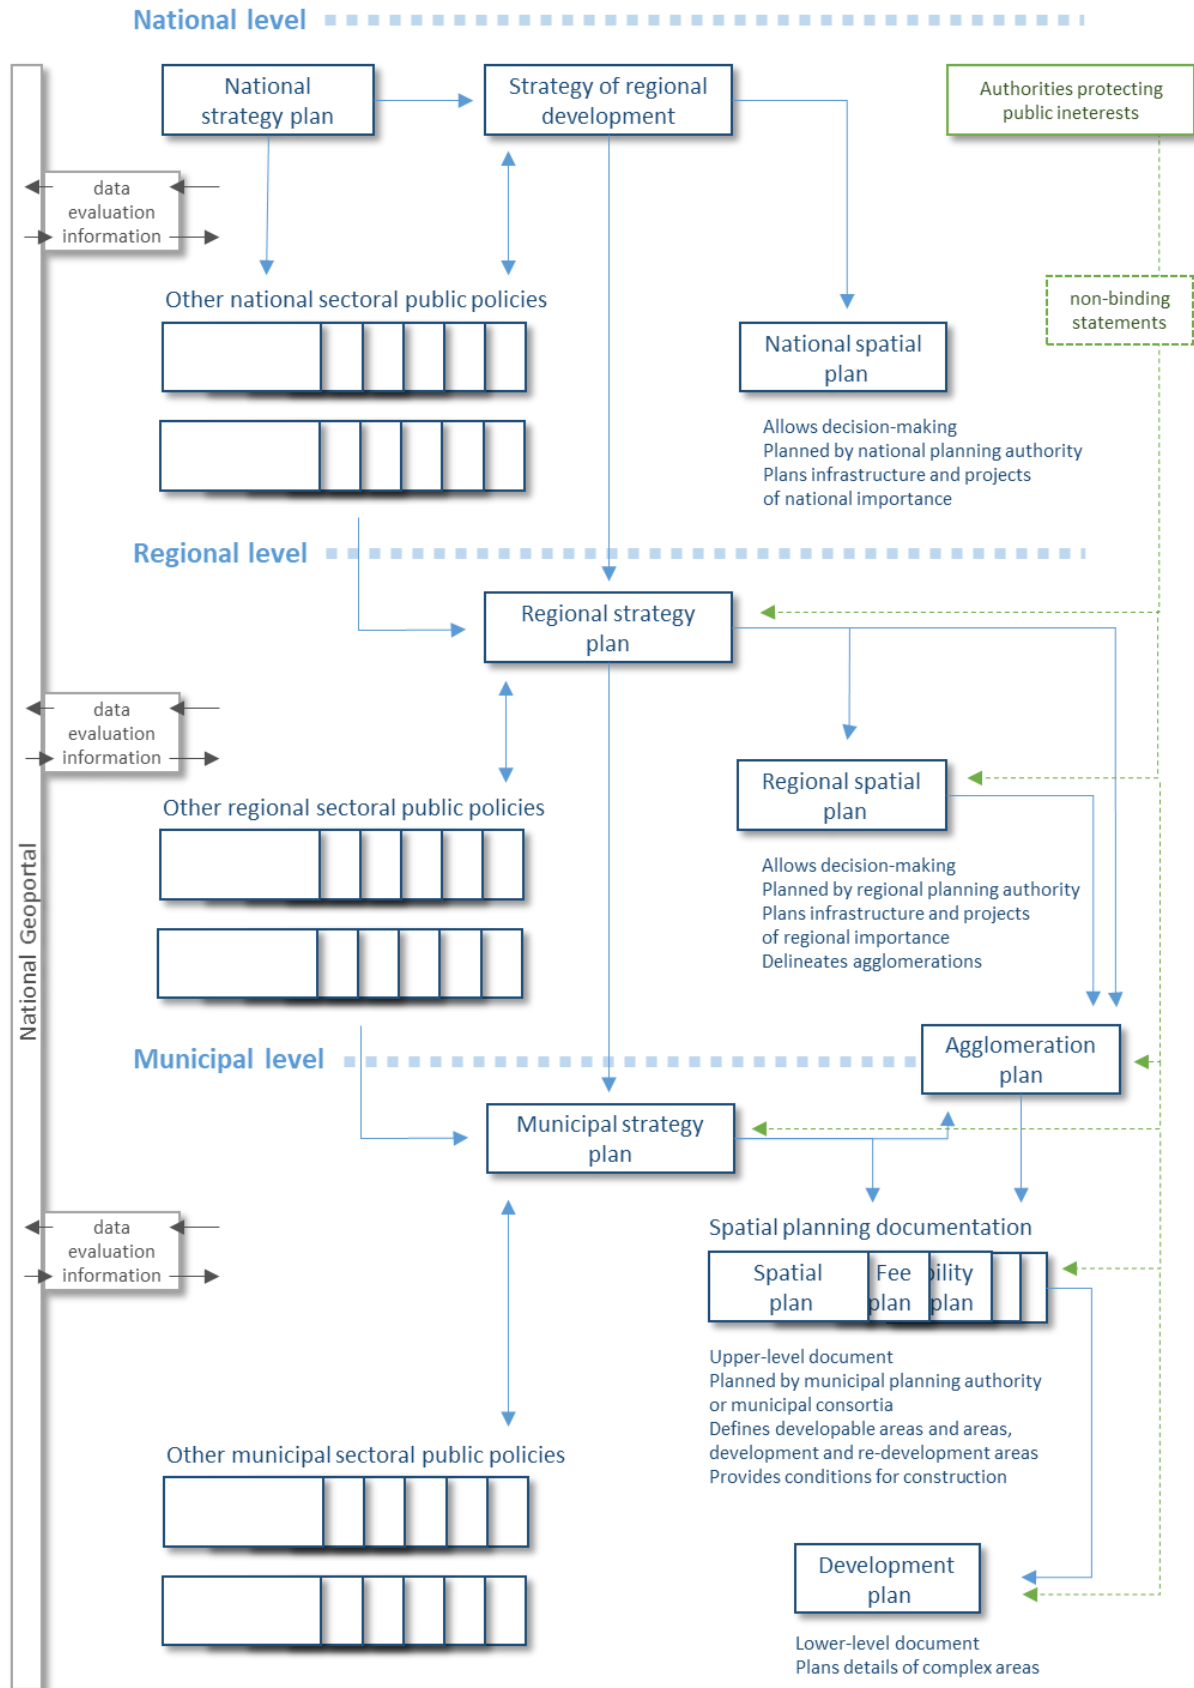 National level
National
strategy plan
Strategy of regional
development
Authorities protecting
public ineterests
data
evaluation
information
non-binding
statements
Other national sectoral public policies
National spatial
plan
Allows decision-making
Planned by national planning authority
Plans infrastructure and projects
of national importance
Regional level
Regional strategy
plan
data
evaluation
information
Regional spatial
plan
Other regional sectoral public policies
Allows decision-making
Planned by regional planning authority
Plans infrastructure and projects
of regional importance
Delineates agglomerations
National Geoportal
Municipal level
Agglomeration
plan
Municipal strategy
plan
data
evaluation
information
Spatial planning documentation
Spatial
plan
Fee
plan
bility
plan
Upper-level document
Planned by municipal planning authority
or municipal consortia
Defines developable areas and areas,
development and re-development areas
Provides conditions for construction
Other municipal sectoral public policies
Development
plan
Lower-level document
Plans details of complex areas